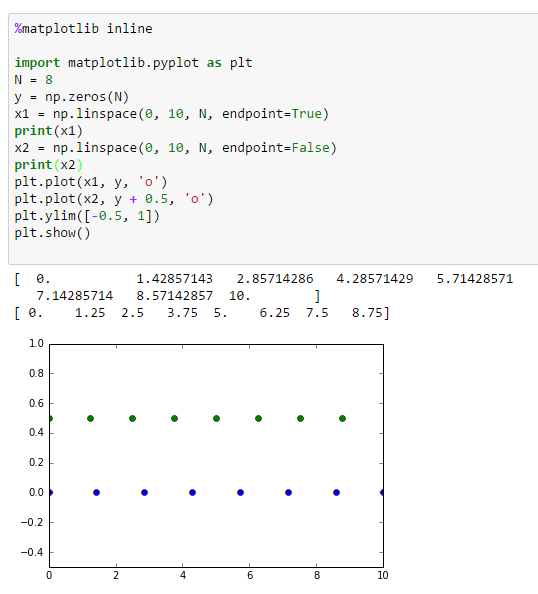 %matplotlib inline
import matplotlib.pyplot as plt
N = 8
y = np.zeros(N)
x1 = np.linspace(0, 10, N, endpoint=True)
print(x1)
x2 = np.linspace(0, 10, N, endpoint=False)
print(x2)
plt.plot(x1, y, 'o')
plt.plot(x2, y + 0.5, 'o')
plt.ylim([-0.5, 1])
plt.show()
[ 0. 1.42857143 2.85714286 4.28571429 5.71428571
7.14285714 8.57142857 10. ]
[ 0. 1.25 2.5 3.75 5. 6.25 7.5 8.75]
1.0
0.8
0.6
0.4
0.2
0.0
−0.2
−0.4
0 2 4 6 8 10